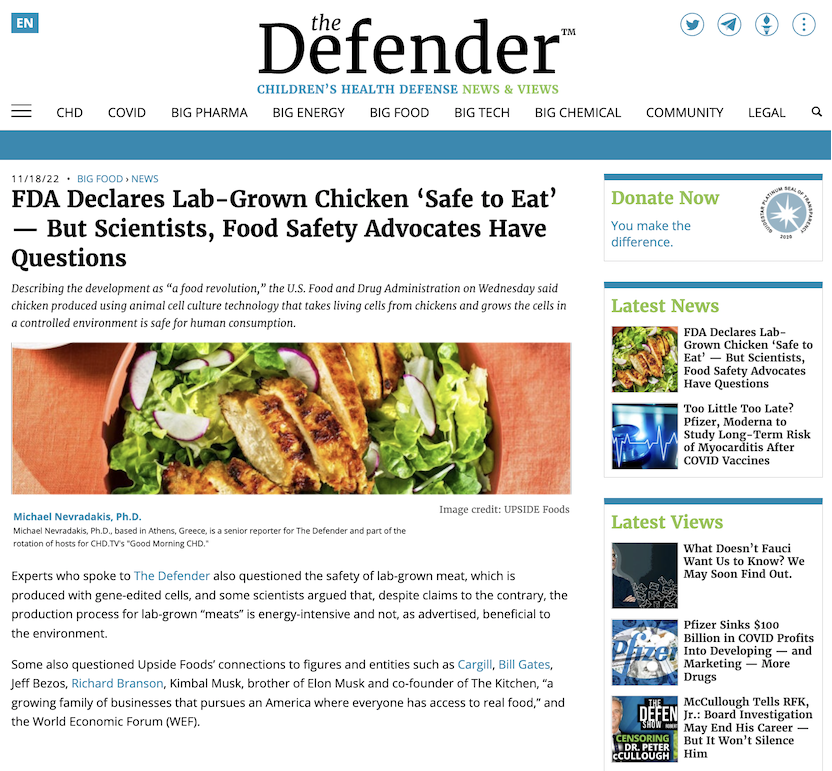 EN
the
Defender™
CHILDREN'S HEALTH DEFENSE NEWS & VIEWS
CHD COVID BIG PHARMA BIG ENERGY BIG FOOD BIG TECH BIG CHEMICAL COMMUNITY LEGAL
11/18/22 • BIG FOOD › NEWS
FDA Declares Lab-Grown Chicken ‘Safe to Eat’
— But Scientists, Food Safety Advocates Have
Questions
Describing the development as “a food revolution,” the U.S. Food and Drug Administration on Wednesday said
chicken produced using animal cell culture technology that takes living cells from chickens and grows the cells in
a controlled environment is safe for human consumption.
Image credit: UPSIDE Foods
Michael Nevradakis, Ph.D.
Michael Nevradakis, Ph.D., based in Athens, Greece, is a senior reporter for The Defender and part of the
rotation of hosts for CHD.TV's "Good Morning CHD."
Experts who spoke to The Defender also questioned the safety of lab-grown meat, which is
produced with gene-edited cells, and some scientists argued that, despite claims to the contrary, the
production process for lab-grown “meats” is energy-intensive and not, as advertised, beneficial to
the environment.
Some also questioned Upside Foods’ connections to figures and entities such as Cargill, Bill Gates,
Jeff Bezos, Richard Branson, Kimbal Musk, brother of Elon Musk and co-founder of The Kitchen, “a
growing family of businesses that pursues an America where everyone has access to real food,” and
the World Economic Forum (WEF).
Donate Now
You make the
difference.
GUIDESTAR PLATINUM SEAL OF TRANSPARENCY
2020
Latest News
FDA Declares Lab-
Grown Chicken ‘Safe to
Eat’ — But Scientists,
Food Safety Advocates
Have Questions
Too Little Too Late?
Pfizer, Moderna to
Study Long-Term Risk
of Myocarditis After
COVID Vaccines
Latest Views
What Doesn’t Fauci
Want Us to Know? We
May Soon Find Out.
Pfizer
Pfizer Sinks $100
Billion in COVID Profits
Into Developing — and
Marketing — More
Drugs
THE
DEFEN
SHOW
CENSORING
DR. PETER
McCULLOUGH
McCullough Tells RFK,
Jr.: Board Investigation
May End His Career —
But It Won’t Silence
Him